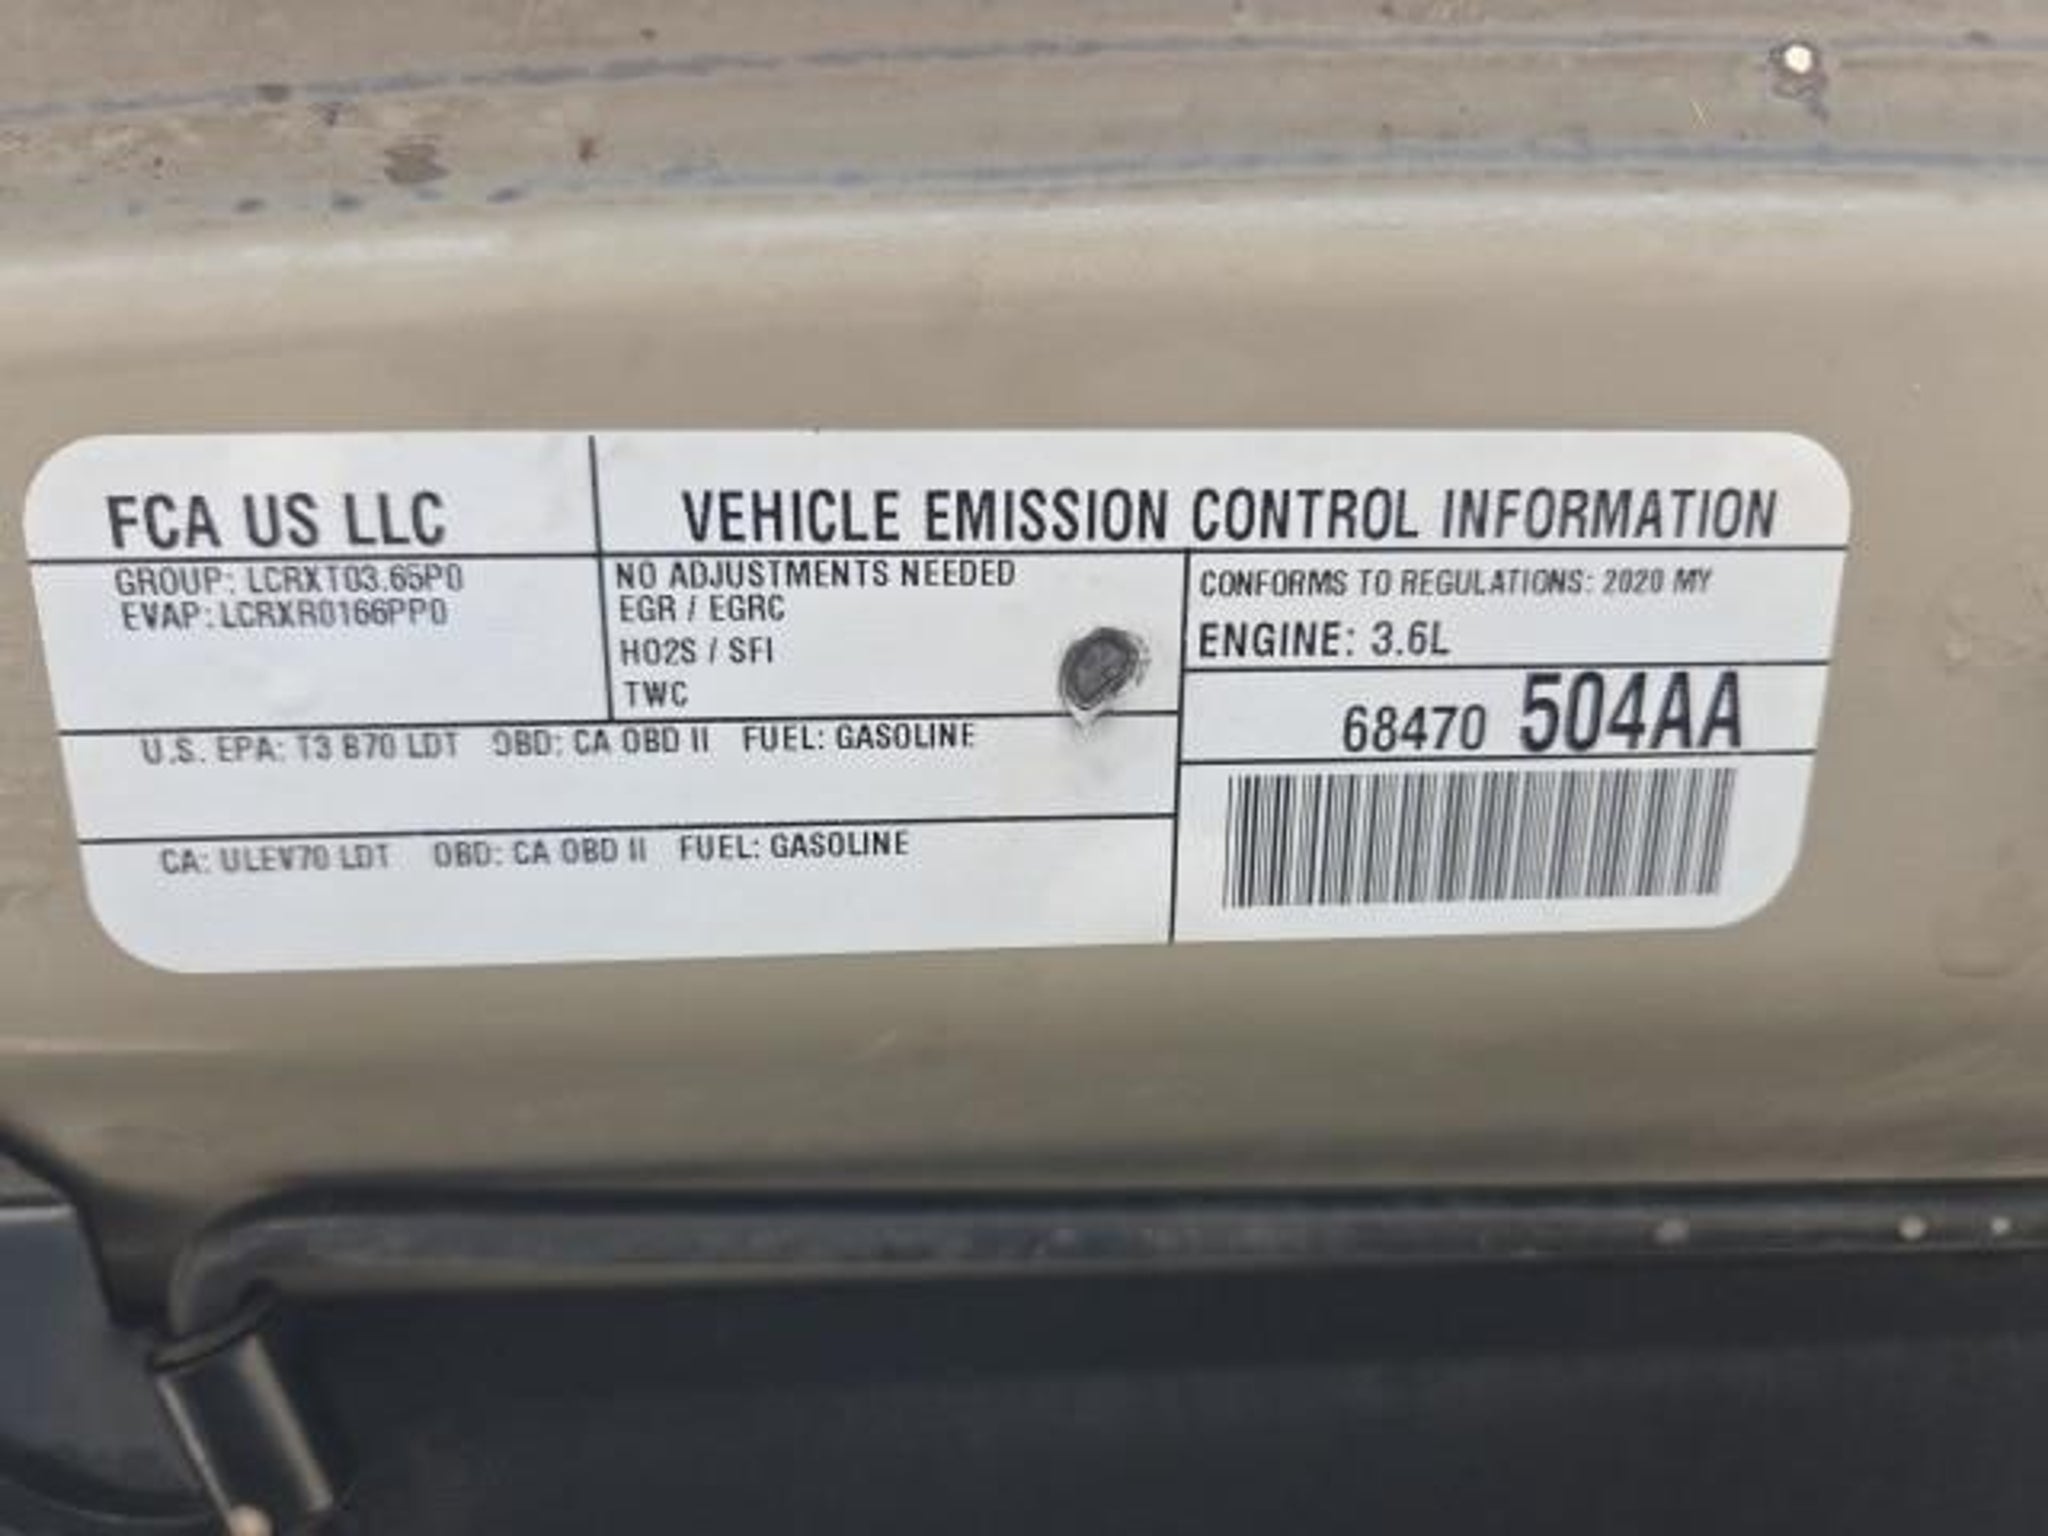 FCA US LLC
VEHICLE EMISSION CONTROL INFORMATION
GROUP: LCRXT03.65P0
EVAP: LCRXR0166PP0
NO ADJUSTMENTS NEEDED
EGR / EGRC
HO2S / SFI
TWC
CONFORMS TO REGULATIONS: 2020 MY
ENGINE: 3.6L
68470 504AA
U.S. EPA: T3 B70 LDT OBD: CA OBD II FUEL: GASOLINE
CA: ULEV70 LDT OBD: CA OBD II FUEL: GASOLINE